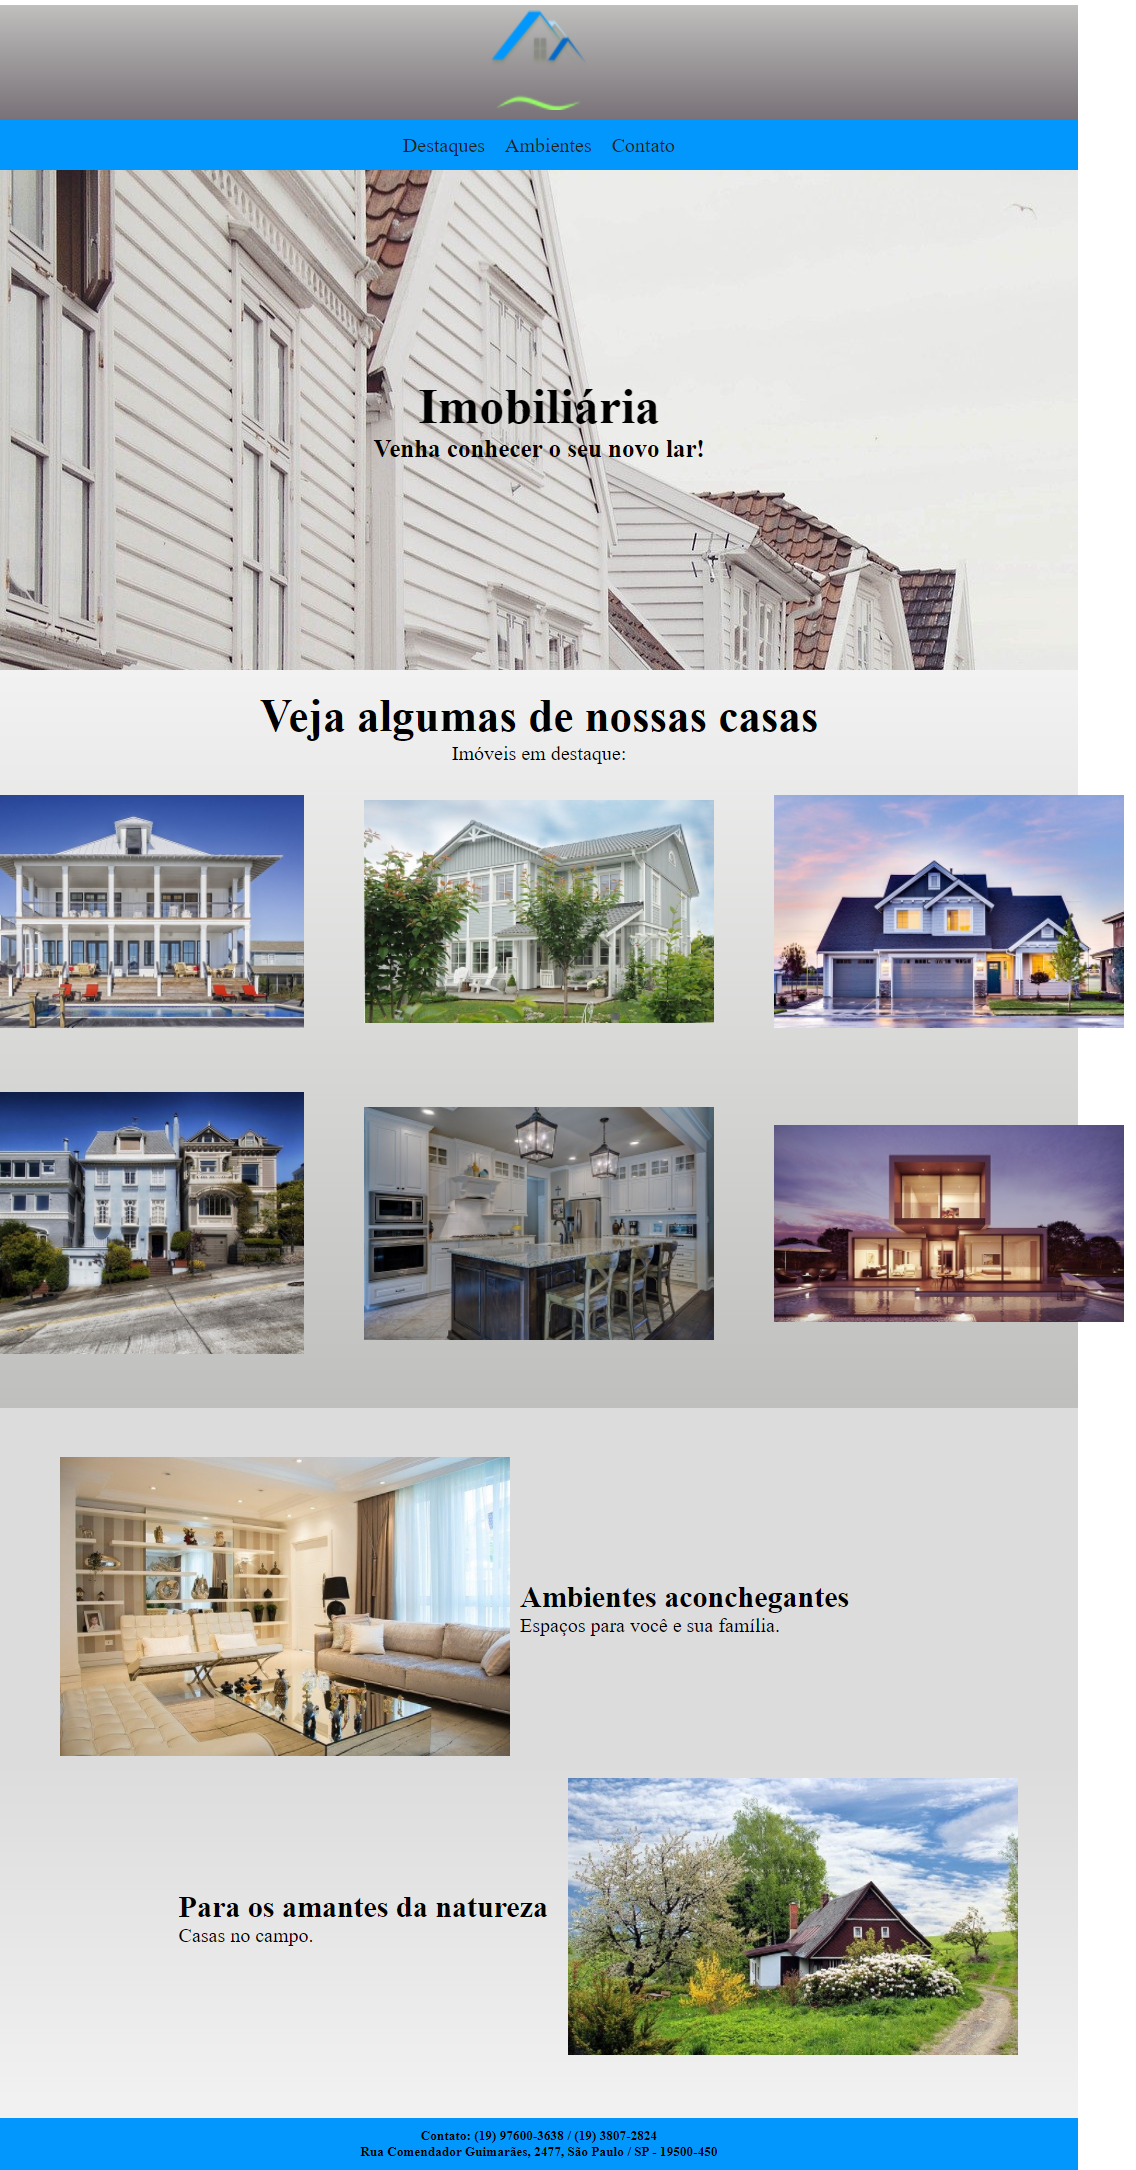 Destaques Ambientes Contato
Imobiliária
Venha conhecer o seu novo lar!
Veja algumas de nossas casas
Imóveis em destaque:
Ambientes aconchegantes
Espaços para você e sua família.
Para os amantes da natureza
Casas no campo.
Contato: (19) 97600-3638 / (19) 3807-2824
Rua Comendador Guimarães, 2477, São Paulo / SP - 19500-450